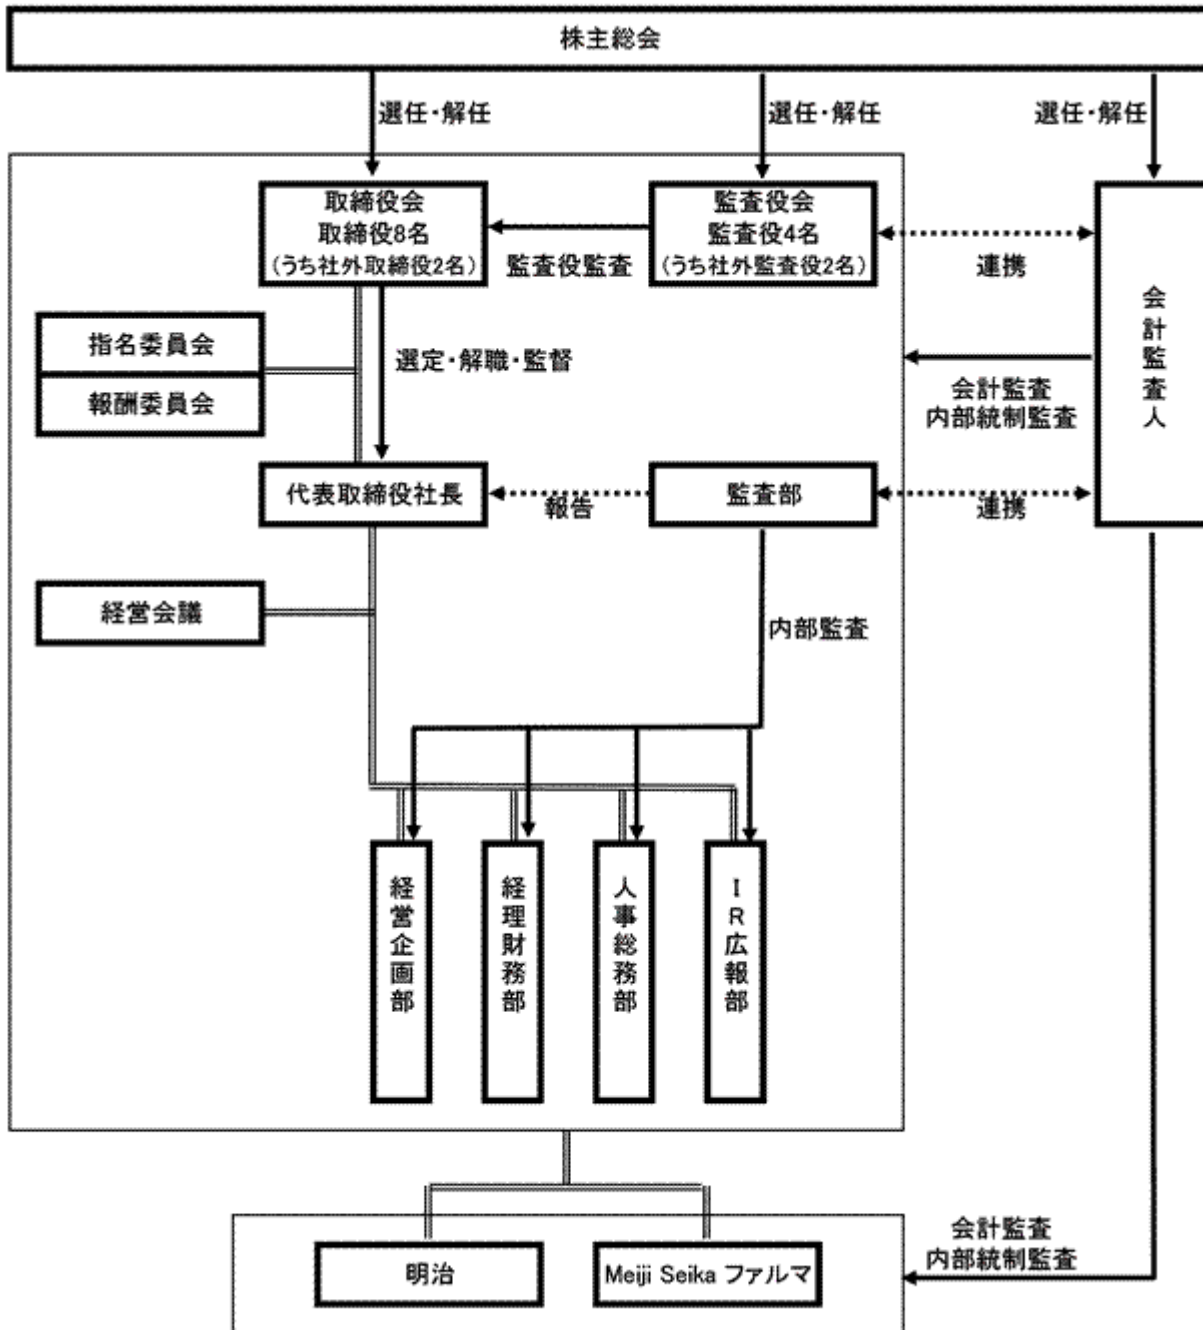 株主総会
選任・解任
選任・解任
選任・解任
取締役会
取締役8名
(うち社外取締役2名)
監査役監査
監査役会
監査役4名
(うち社外監査役2名)
連携
会計監査人
指名委員会
報酬委員会
選定・解職・監督
会計監査
内部統制監査
代表取締役社長
報告
監査部
連携
経営会議
内部監査
経営企画部
経理財務部
人事総務部
IR広報部
明治
Meiji Seika ファルマ
会計監査
内部統制監査